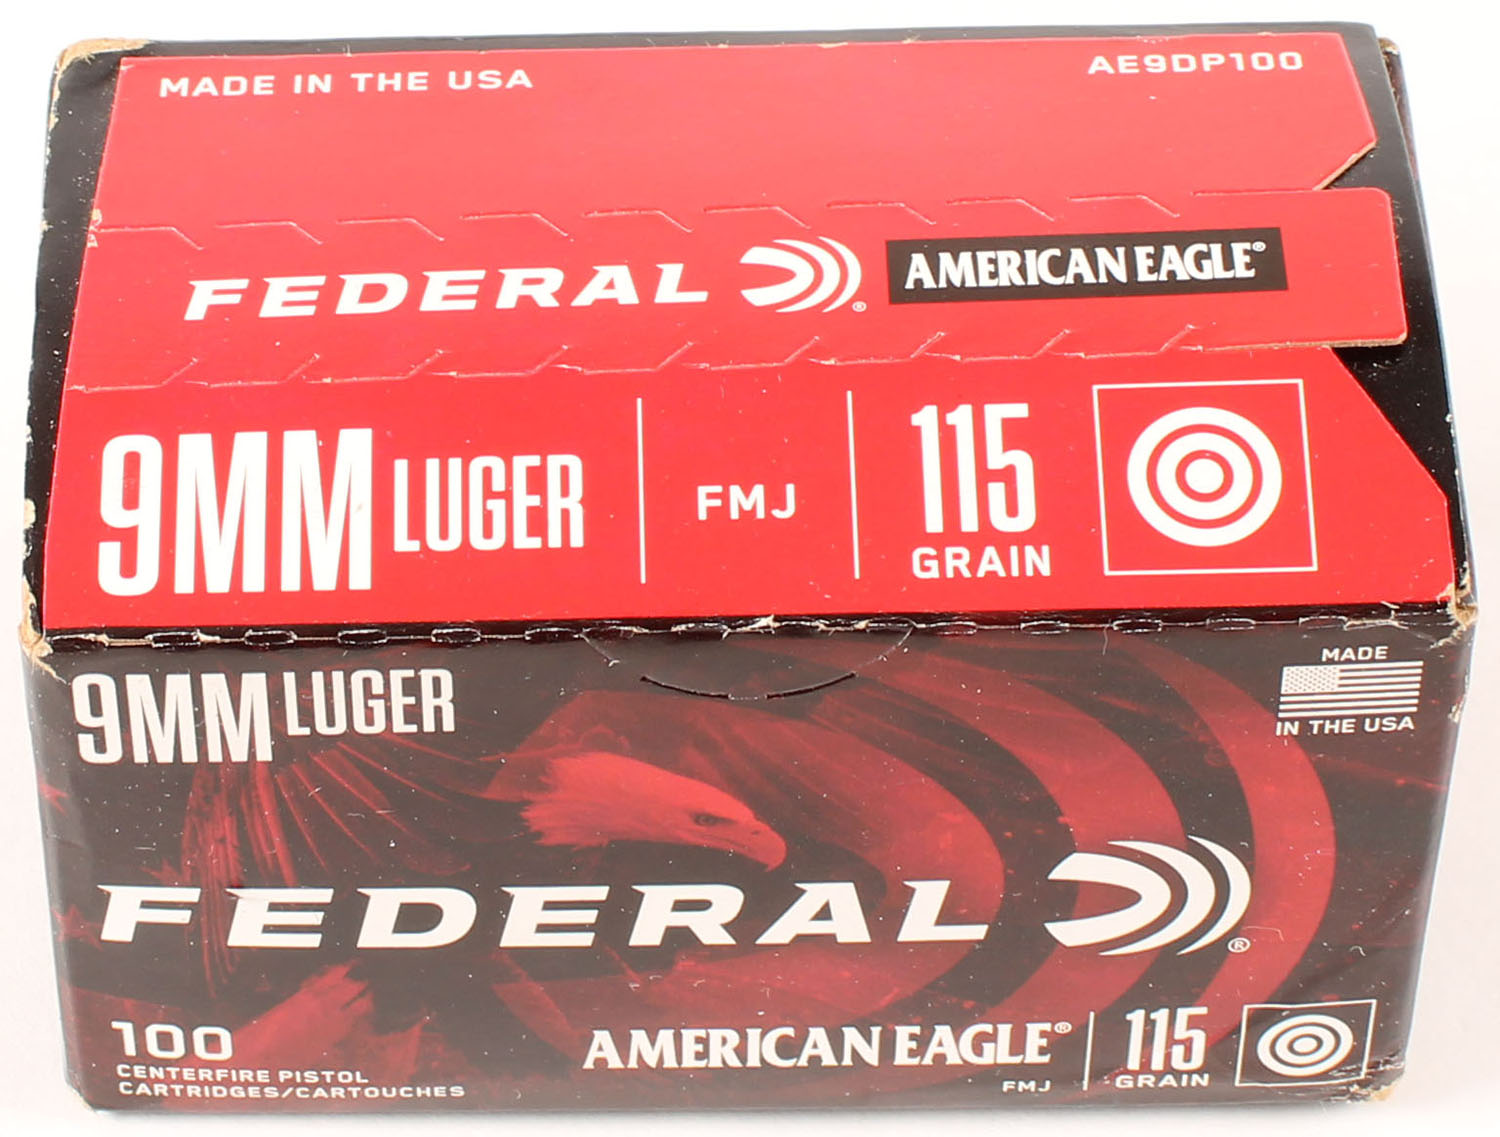 MADE IN THE USA
AE9DP100
FEDERAL® AMERICAN EAGLE®
9MM LUGER
FMJ
115
GRAIN
9MM LUGER
MADE
IN THE USA
FEDERAL®
100
CENTERFIRE PISTOL
CARTRIDGES/CARTOUCHES
AMERICAN EAGLE®
FMJ
115
GRAIN